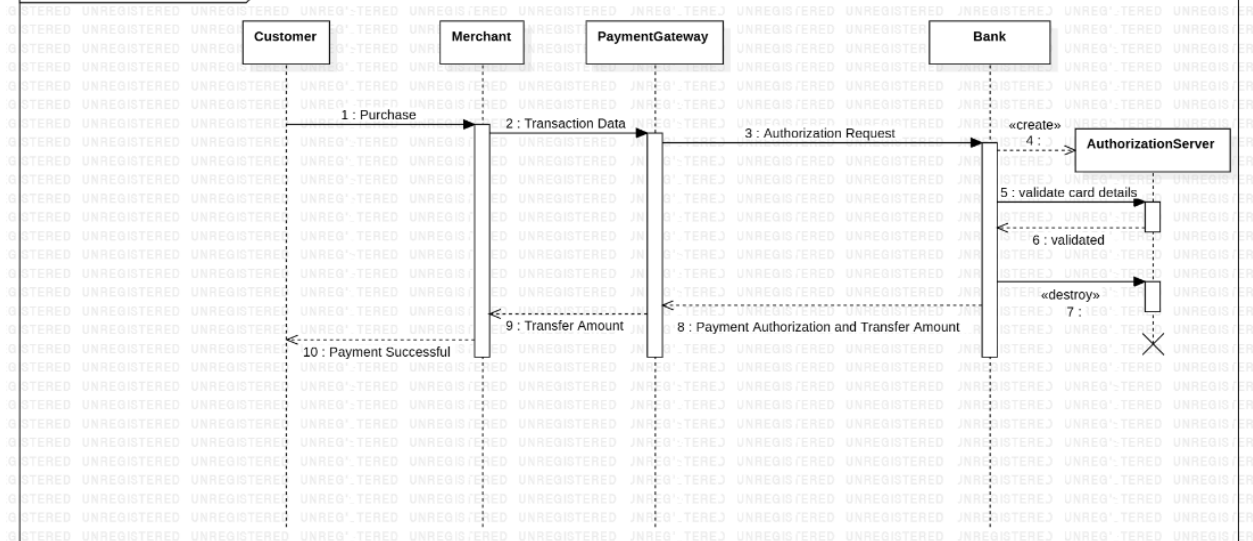 Customer
Merchant
PaymentGateway
Bank
1 : Purchase
2 : Transaction Data
3 : Authorization Request
«create»
4 :
AuthorizationServer
5 : validate card details
6 : validated
«destroy»
7 :
8 : Payment Authorization and Transfer Amount
9 : Transfer Amount
10 : Payment Successful
UNREGISTERED